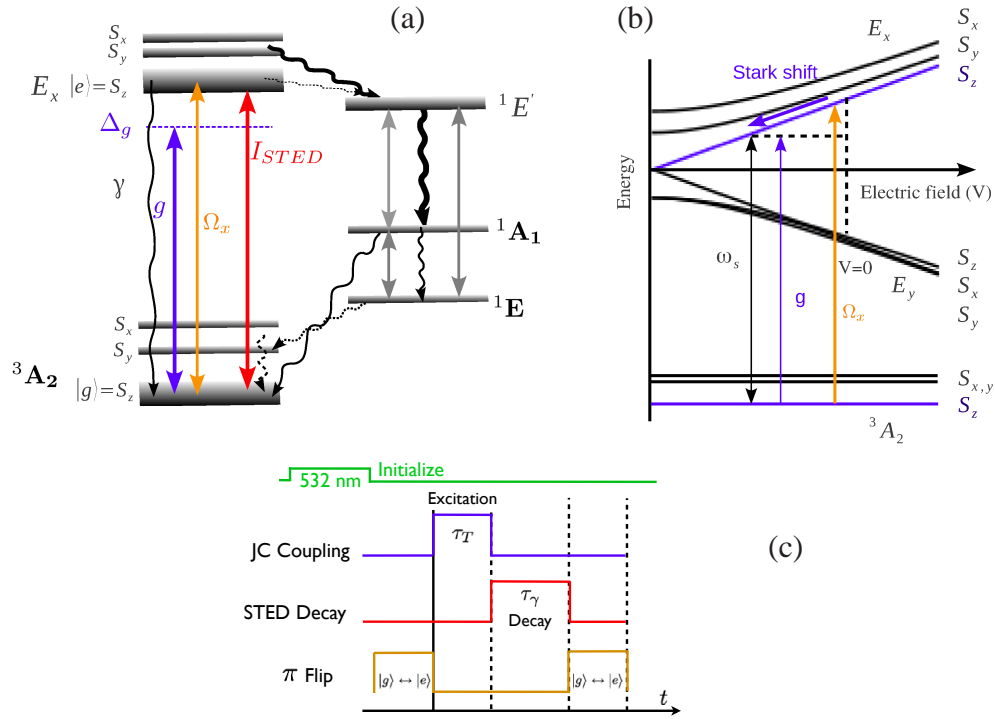 (a)
S_x
S_y
E_x |e⟩=S_z
Δ_g
γ
g
Ω_x
I_STED
¹E′
¹A₁
¹E
S_x
S_y
³A₂
|g⟩=S_z
(b)
E_x
S_x
S_y
S_z
Stark shift
Energy
Electric field (V)
ω_s
g
V=0
Ω_x
E_y
S_z
S_x
S_y
S_x,y
S_z
³A₂
(c)
532 nm
Initialize
Excitation
JC Coupling
τ_T
STED Decay
τ_γ
Decay
π Flip
|g⟩ ↔ |e⟩
|g⟩ ↔ |e⟩
t